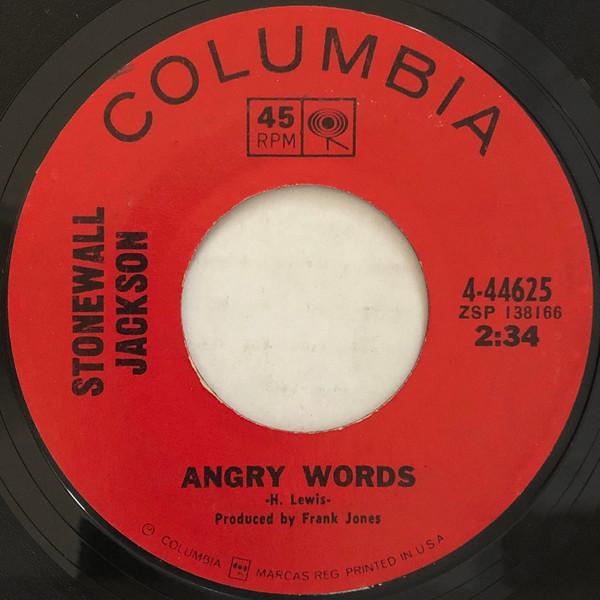 COLUMBIA
45
RPM
STONEWALL
JACKSON
4-44625
ZSP 138166
2:34
ANGRY WORDS
-H. Lewis-
Produced by Frank Jones
℗ COLUMBIA MARCAS REG. PRINTED IN U.S.A.